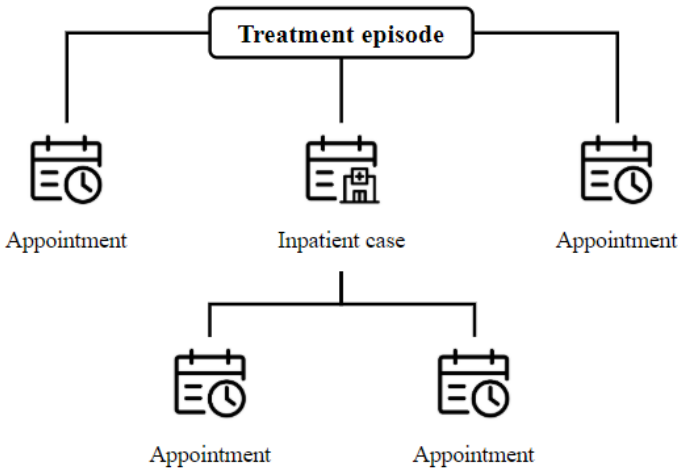 Treatment episode
Appointment
Inpatient case
Appointment
Appointment
Appointment